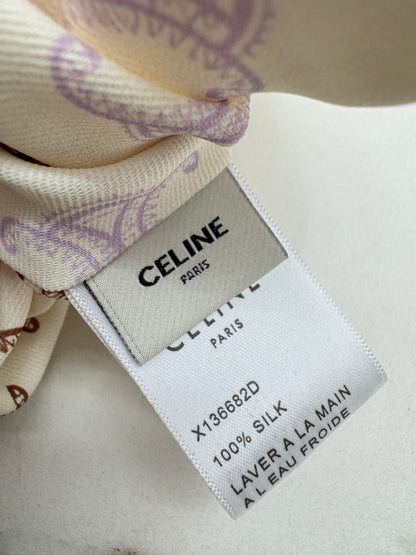 CELINE
PARIS
CELINE
PARIS
X136682D
100% SILK
LAVER A LA MAIN
A L EAU FROIDE
A